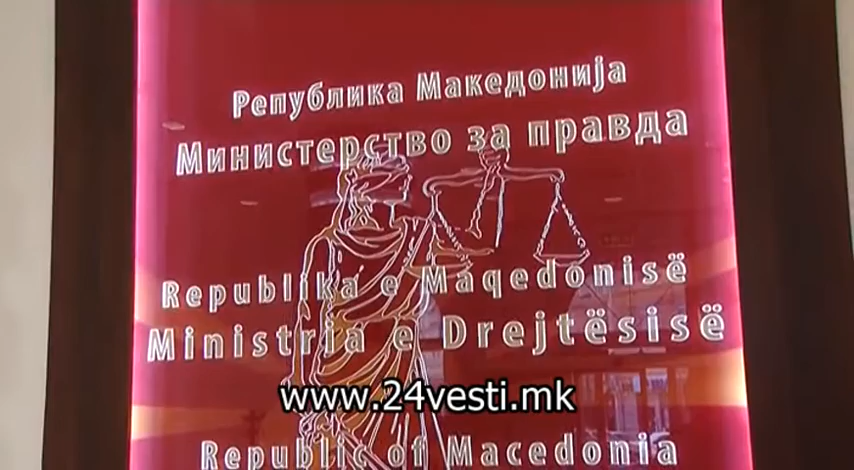 Република Македонија
Министерство за правда
Republika e Maqedonisë
Ministria e Drejtësisë
www.24vesti.mk
Republic of Macedonia